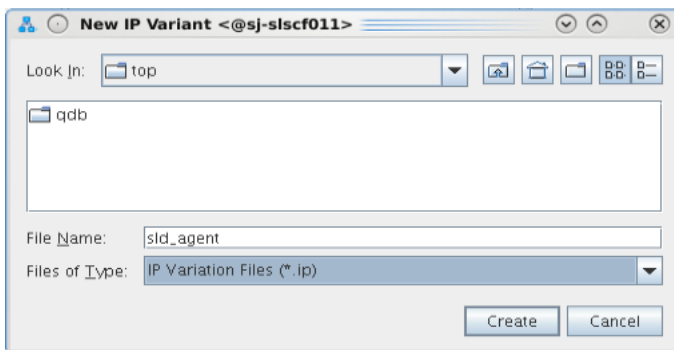 New IP Variant <@sj-slscf011>
Look In: top
qdb
File Name: sld_agent
Files of Type: IP Variation Files (*.ip)
Create Cancel